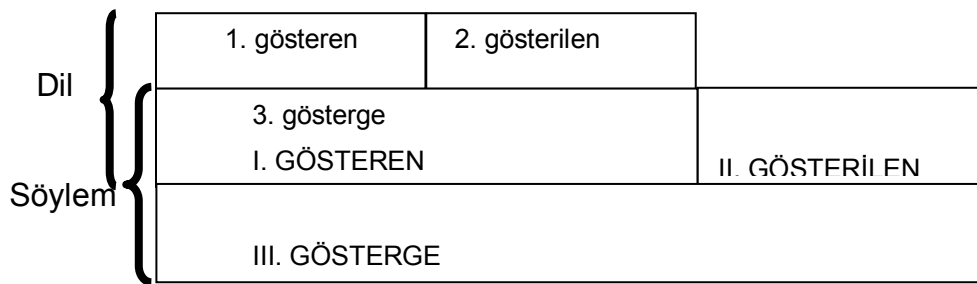 1. gösteren
2. gösterilen
Dil
3. gösterge
I. GÖSTEREN
II. GÖSTERİLEN
Söylem
III. GÖSTERGE